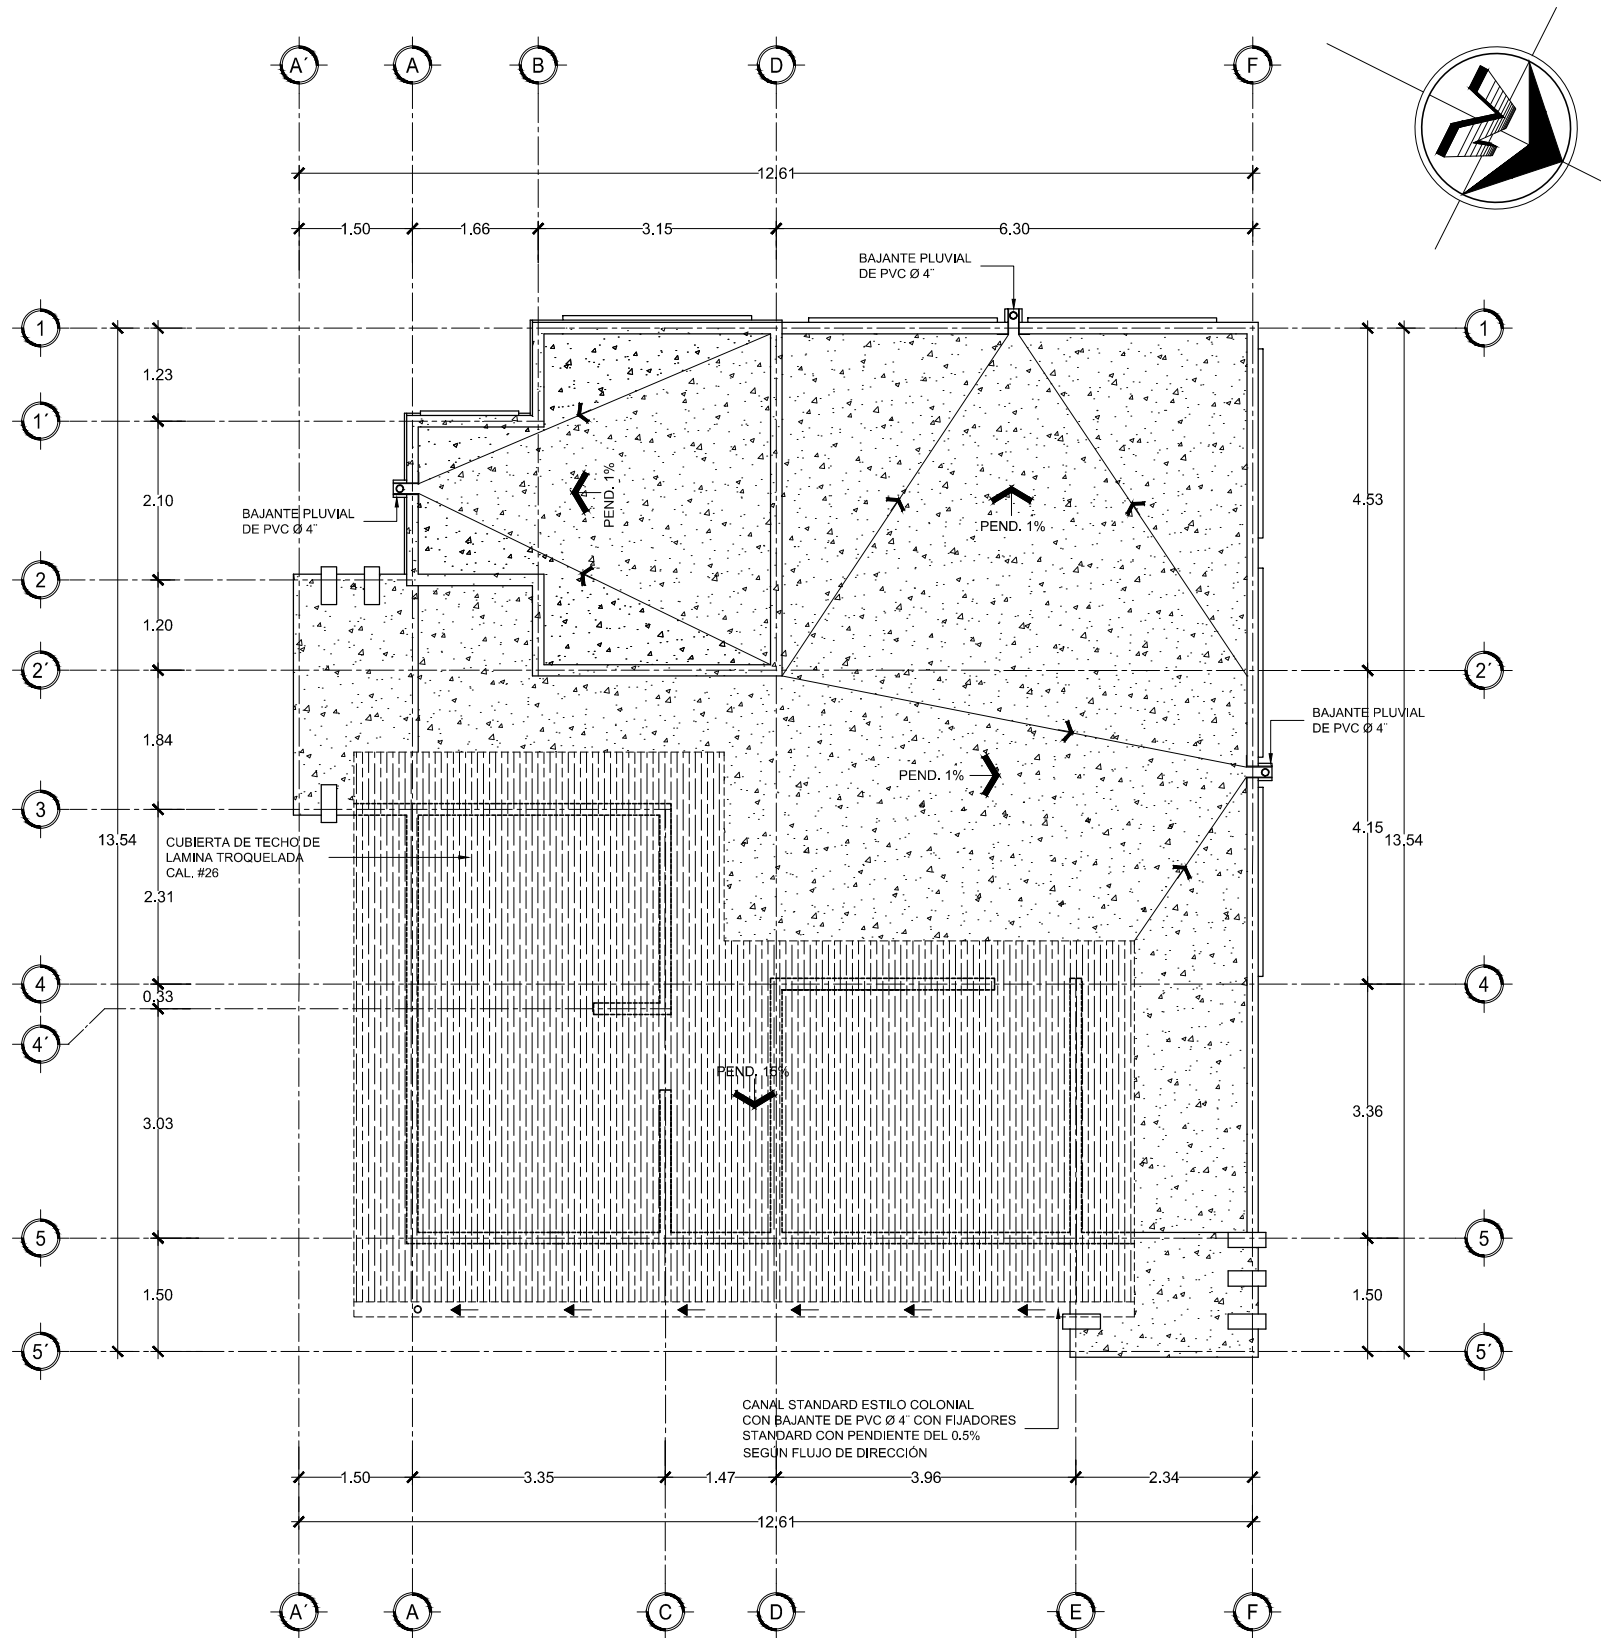 A´ A B D F
12.61
1.50 1.66 3.15 6.30
BAJANTE PLUVIAL
DE PVC Ø 4¨
1 1
1.23
1´
2.10 4.53
PEND. 1%
BAJANTE PLUVIAL
DE PVC Ø 4¨
PEND. 1%
2
1.20
2´ 2´
BAJANTE PLUVIAL
DE PVC Ø 4¨
1.84
PEND. 1%
3
13.54 4.15 13.54
CUBIERTA DE TECHO DE
LAMINA TROQUELADA
CAL. #26
2.31
4 4
0.33
4´
PEND. 15%
3.03 3.36
5 5
1.50 1.50
5´ 5´
CANAL STANDARD ESTILO COLONIAL
CON BAJANTE DE PVC Ø 4¨ CON FIJADORES
STANDARD CON PENDIENTE DEL 0.5%
SEGÚN FLUJO DE DIRECCIÓN
1.50 3.35 1.47 3.96 2.34
12.61
A´ A C D E F